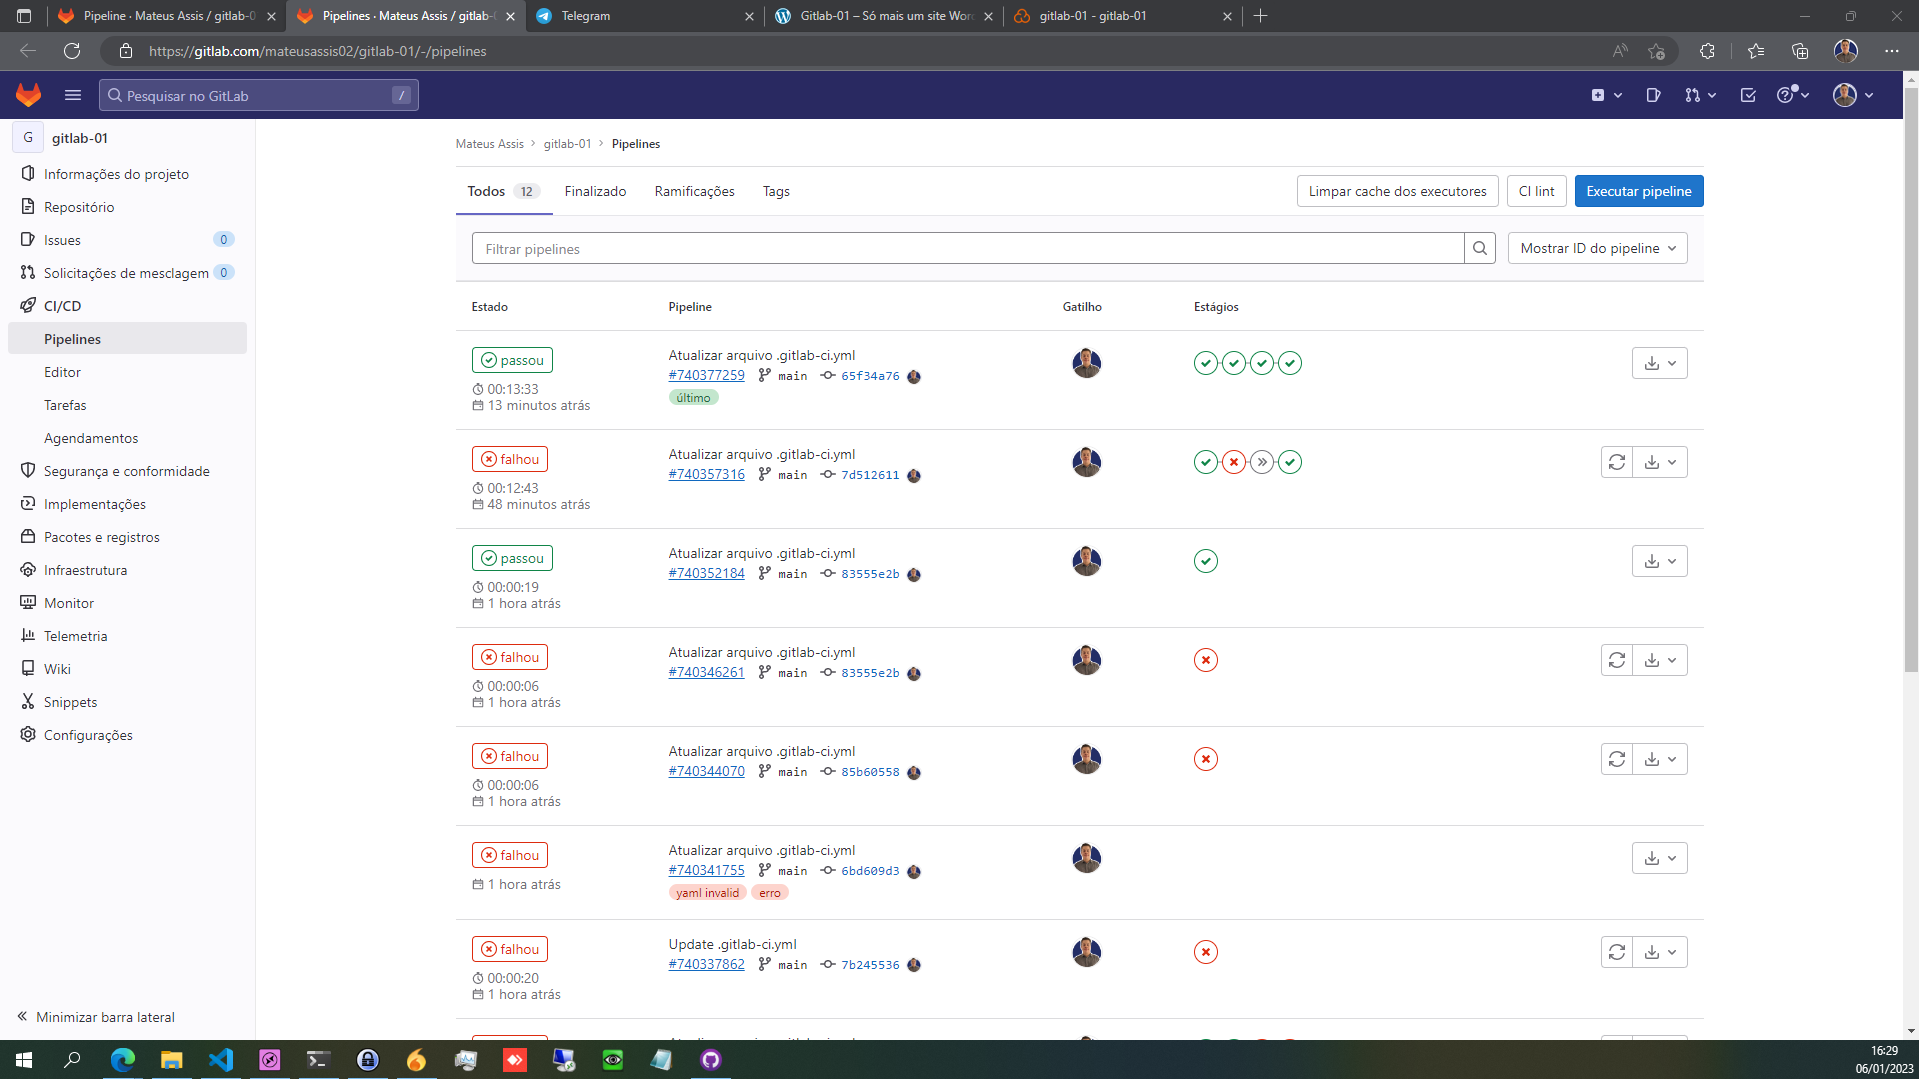 Pipeline · Mateus Assis / gitlab-0
Pipelines · Mateus Assis / gitlab-
Telegram
Gitlab-01 – Só mais um site Wor
gitlab-01 - gitlab-01
https://gitlab.com/mateusassis02/gitlab-01/-/pipelines
Pesquisar no GitLab
/
G
gitlab-01
Informações do projeto
Repositório
Issues
0
Solicitações de mesclagem
0
CI/CD
Pipelines
Editor
Tarefas
Agendamentos
Segurança e conformidade
Implementações
Pacotes e registros
Infraestrutura
Monitor
Telemetria
Wiki
Snippets
Configurações
Minimizar barra lateral
Mateus Assis
gitlab-01
Pipelines
Todos 12
Finalizado
Ramificações
Tags
Limpar cache dos executores
CI lint
Executar pipeline
Filtrar pipelines
Mostrar ID do pipeline
Estado
Pipeline
Gatilho
Estágios
passou
00:13:33
13 minutos atrás
Atualizar arquivo .gitlab-ci.yml
#740377259 main 65f34a76
último
falhou
00:12:43
48 minutos atrás
Atualizar arquivo .gitlab-ci.yml
#740357316 main 7d512611
passou
00:00:19
1 hora atrás
Atualizar arquivo .gitlab-ci.yml
#740352184 main 83555e2b
falhou
00:00:06
1 hora atrás
Atualizar arquivo .gitlab-ci.yml
#740346261 main 83555e2b
falhou
00:00:06
1 hora atrás
Atualizar arquivo .gitlab-ci.yml
#740344070 main 85b60558
falhou
1 hora atrás
Atualizar arquivo .gitlab-ci.yml
#740341755 main 6bd609d3
yaml invalid erro
falhou
00:00:20
1 hora atrás
Update .gitlab-ci.yml
#740337862 main 7b245536
16:29
06/01/2023